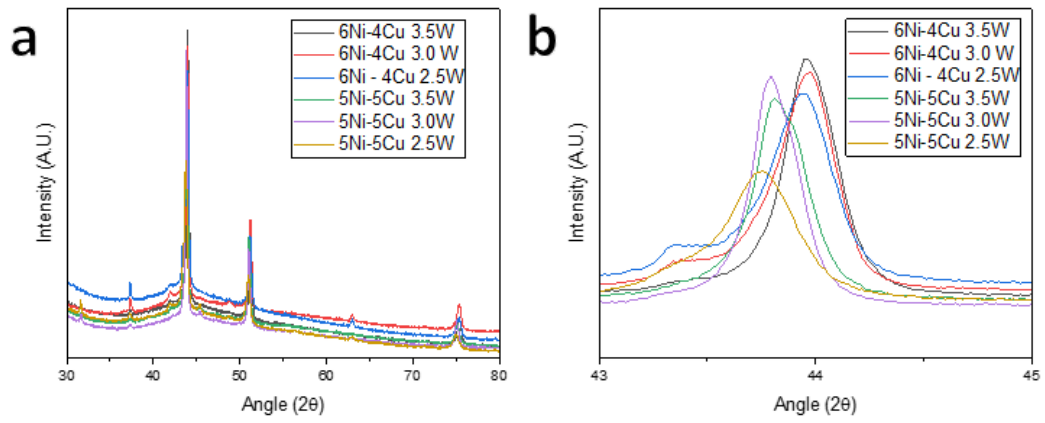 a
6Ni-4Cu 3.5W
6Ni-4Cu 3.0 W
6Ni - 4Cu 2.5W
5Ni-5Cu 3.5W
5Ni-5Cu 3.0W
5Ni-5Cu 2.5W
Intensity (A.U.)
30 40 50 60 70 80
Angle (2θ)
b
6Ni-4Cu 3.5W
6Ni-4Cu 3.0 W
6Ni - 4Cu 2.5W
5Ni-5Cu 3.5W
5Ni-5Cu 3.0W
5Ni-5Cu 2.5W
Intensity (A.U.)
43 44 45
Angle (2θ)